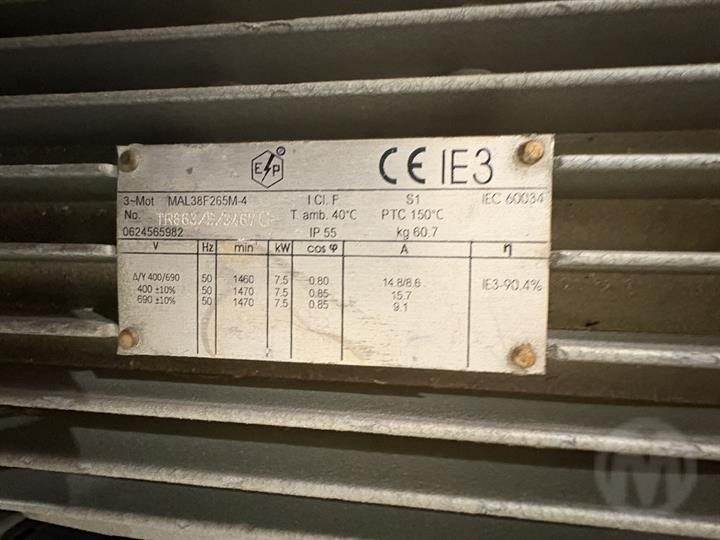 E P
CE IE3
3~Mot MAL38F265M-4 I Cl. F S1 IEC 60034
No. T. amb. 40°C PTC 150°C
0624565982 IP 55 kg 60.7
V Hz min⁻ kW cos φ A η
Δ/Y 400/690 50 1460 7.5 0.80 14.8/8.6 IE3-90.4%
400 ±10% 50 1470 7.5 0.85 15.7
690 ±10% 50 1470 7.5 0.85 9.1
M